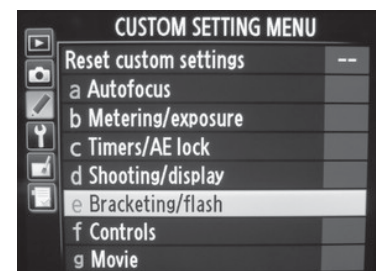 CUSTOM SETTING MENU
Reset custom settings --
a Autofocus
b Metering/exposure
c Timers/AE lock
d Shooting/display
e Bracketing/flash
f Controls
g Movie